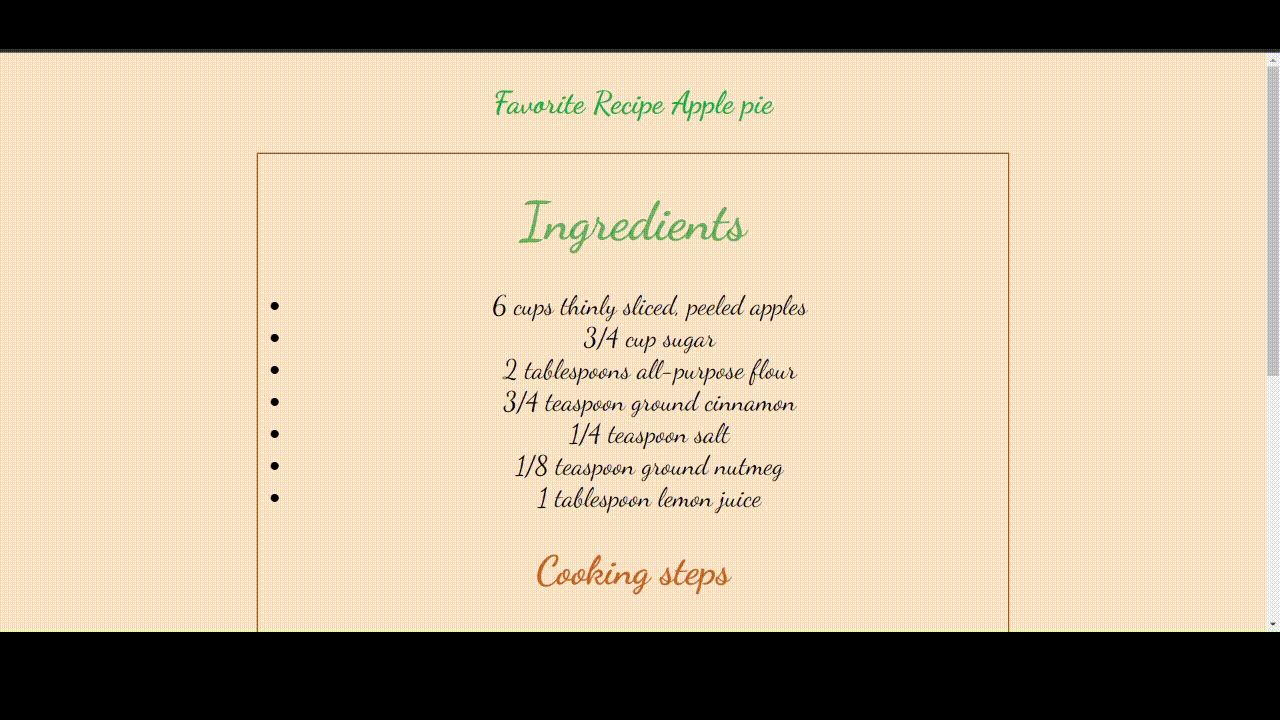 Favorite Recipe Apple pie
Ingredients
6 cups thinly sliced, peeled apples
3/4 cup sugar
2 tablespoons all-purpose flour
3/4 teaspoon ground cinnamon
1/4 teaspoon salt
1/8 teaspoon ground nutmeg
1 tablespoon lemon juice
Cooking steps